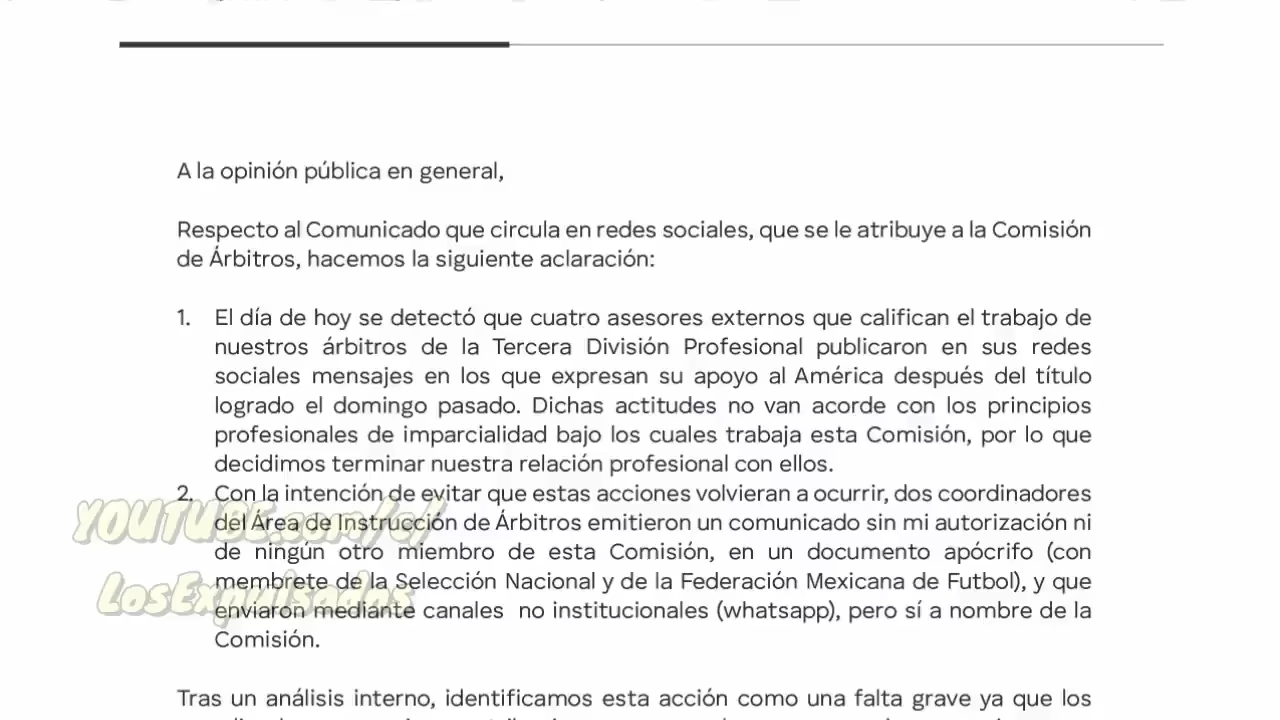 A la opinión pública en general,
Respecto al Comunicado que circula en redes sociales, que se le atribuye a la Comisión
de Árbitros, hacemos la siguiente aclaración:
1. El día de hoy se detectó que cuatro asesores externos que califican el trabajo de
nuestros árbitros de la Tercera División Profesional publicaron en sus redes
sociales mensajes en los que expresan su apoyo al América después del título
logrado el domingo pasado. Dichas actitudes no van acorde con los principios
profesionales de imparcialidad bajo los cuales trabaja esta Comisión, por lo que
decidimos terminar nuestra relación profesional con ellos.
2. Con la intención de evitar que estas acciones volvieran a ocurrir, dos coordinadores
del Área de Instrucción de Árbitros emitieron un comunicado sin mi autorización ni
de ningún otro miembro de esta Comisión, en un documento apócrifo (con
membrete de la Selección Nacional y de la Federación Mexicana de Futbol), y que
enviaron mediante canales no institucionales (whatsapp), pero sí a nombre de la
Comisión.
Tras un análisis interno, identificamos esta acción como una falta grave ya que los
YOUTUBE.com/c/
LosExpulsados